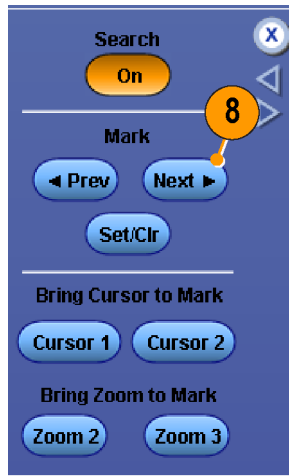 Search
X
On
8
Mark
◄ Prev Next ►
Set/Clr
Bring Cursor to Mark
Cursor 1 Cursor 2
Bring Zoom to Mark
Zoom 2 Zoom 3